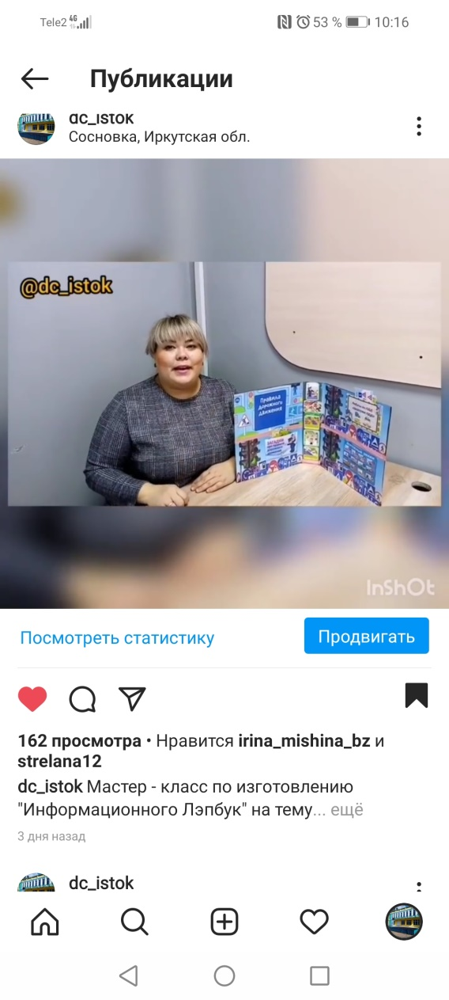 Tele2 4G 53 % 10:16
Публикации
dc_istok
Сосновка, Иркутская обл.
@dc_istok
Правила
дорожного
движения
InShOt
Посмотреть статистику
Продвигать
162 просмотра • Нравится irina_mishina_bz и
strelana12
dc_istok Мастер - класс по изготовлению
"Информационного Лэпбук" на тему... ещё
3 дня назад
dc_istok